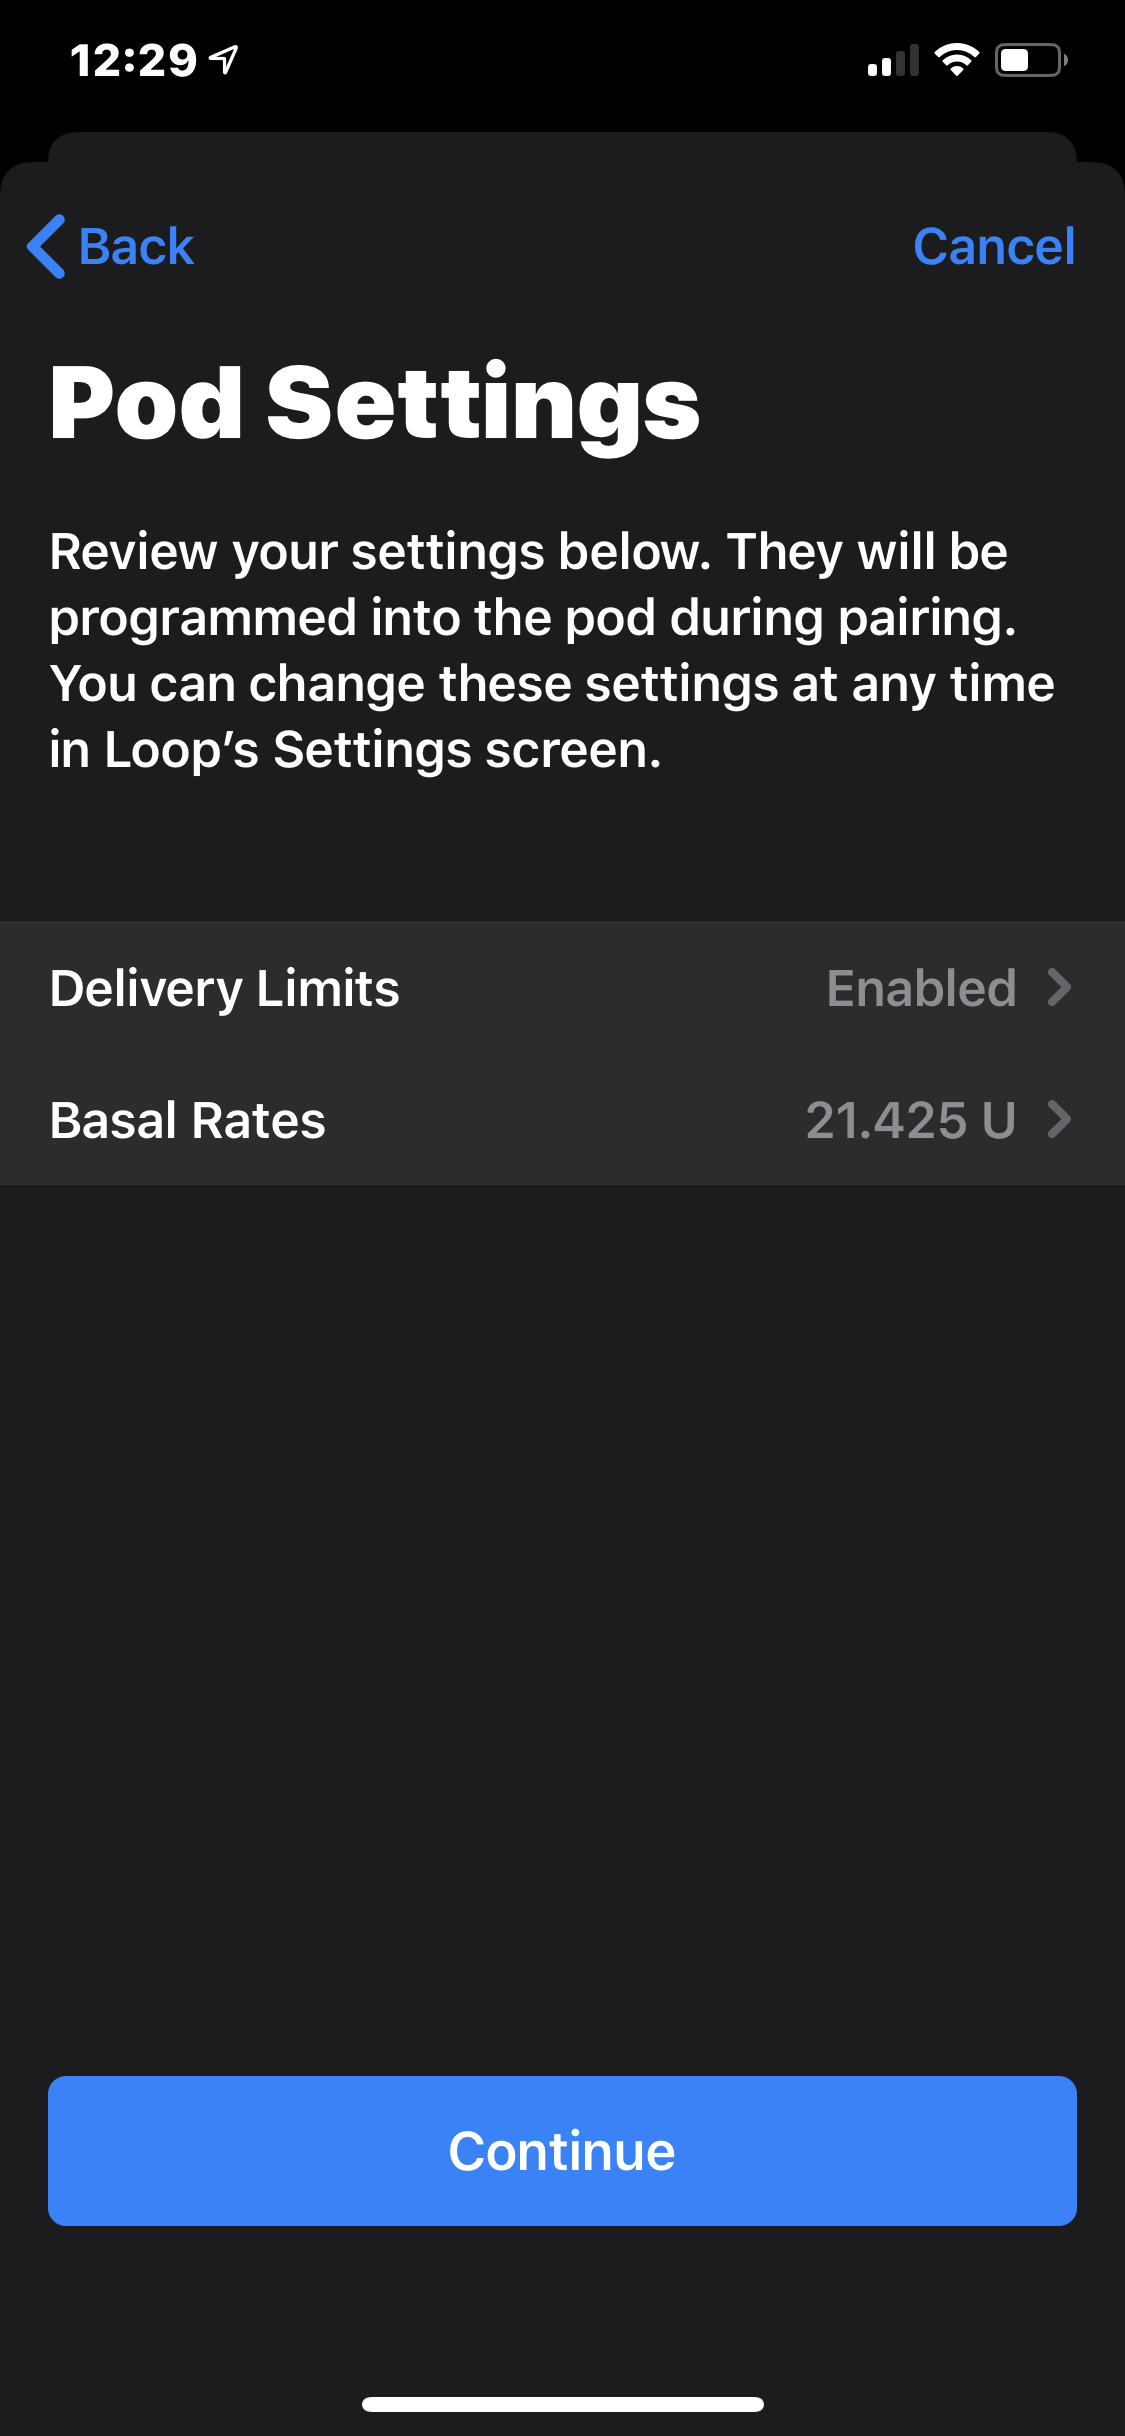 12:29
Back
Cancel
Pod Settings
Review your settings below. They will be
programmed into the pod during pairing.
You can change these settings at any time
in Loop’s Settings screen.
Delivery Limits Enabled
Basal Rates 21.425 U
Continue